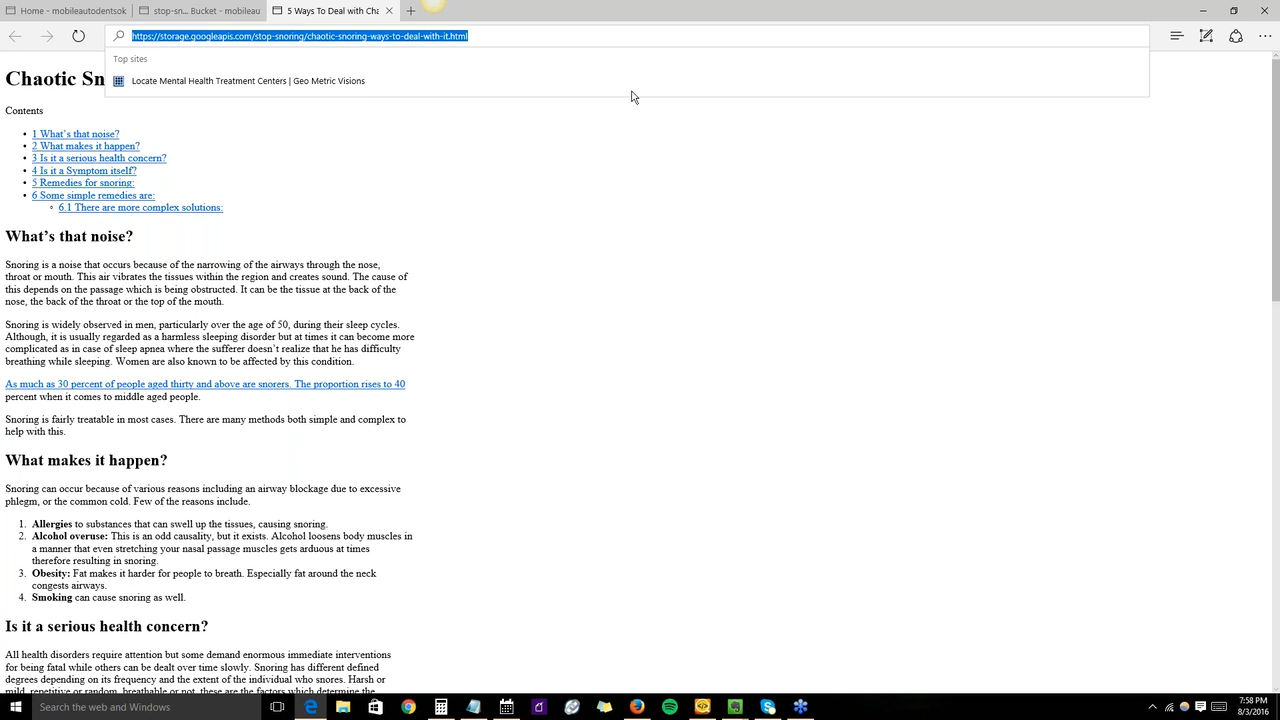 Home - mobileautodentsok
stop-sn... Bucket - mobileau
5 Ways To Deal with Cha
https://storage.googleapis.com/stop-snoring/chaotic-snoring-ways-to-deal-with-it.html
Top sites
Locate Mental Health Treatment Centers | Geo Metric Visions
Chaotic Sn
Contents
• 1 What's that noise?
• 2 What makes it happen?
• 3 Is it a serious health concern?
• 4 Is it a Symptom itself?
• 5 Remedies for snoring:
• 6 Some simple remedies are:
◦ 6.1 There are more complex solutions:
What's that noise?
Snoring is a noise that occurs because of the narrowing of the airways through the nose,
throat or mouth. This air vibrates the tissues within the region and creates sound. The cause of
this depends on the passage which is being obstructed. It can be the tissue at the back of the
nose, the back of the throat or the top of the mouth.
Snoring is widely observed in men, particularly over the age of 50, during their sleep cycles.
Although, it is usually regarded as a harmless sleeping disorder but at times it can become more
complicated as in case of sleep apnea where the sufferer doesn't realize that he has difficulty
breathing while sleeping. Women are also known to be affected by this condition.
As much as 30 percent of people aged thirty and above are snorers. The proportion rises to 40
percent when it comes to middle aged people.
Snoring is fairly treatable in most cases. There are many methods both simple and complex to
help with this.
What makes it happen?
Snoring can occur because of various reasons including an airway blockage due to excessive
phlegm, or the common cold. Few of the reasons include.
1. Allergies to substances that can swell up the tissues, causing snoring.
2. Alcohol overuse: This is an odd causality, but it exists. Alcohol loosens body muscles in
a manner that even stretching your nasal passage muscles gets arduous at times
therefore resulting in snoring.
3. Obesity: Fat makes it harder for people to breath. Especially fat around the neck
congests airways.
4. Smoking can cause snoring as well.
Is it a serious health concern?
All health disorders require attention but some demand enormous immediate interventions
for being fatal while others can be dealt over time slowly. Snoring has different defined
degrees depending on its frequency and the extent of the individual who snores. Harsh or
mild, repetitive or random, breathable or not, these are the factors which determine the
Search the web and Windows
7:58 PM
8/3/2016